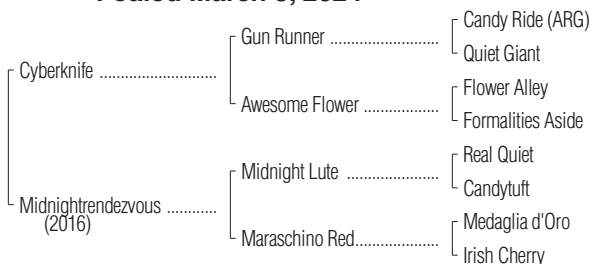 Foaled March 8, 2024
Candy Ride (ARG)
Gun Runner ....................
Quiet Giant
Cyberknife ............................
Flower Alley
Awesome Flower ...................
Formalities Aside
Real Quiet
Midnight Lute .......................
Candytuft
Midnightrendezvous ............
(2016)
Medaglia d'Oro
Maraschino Red.....................
Irish Cherry